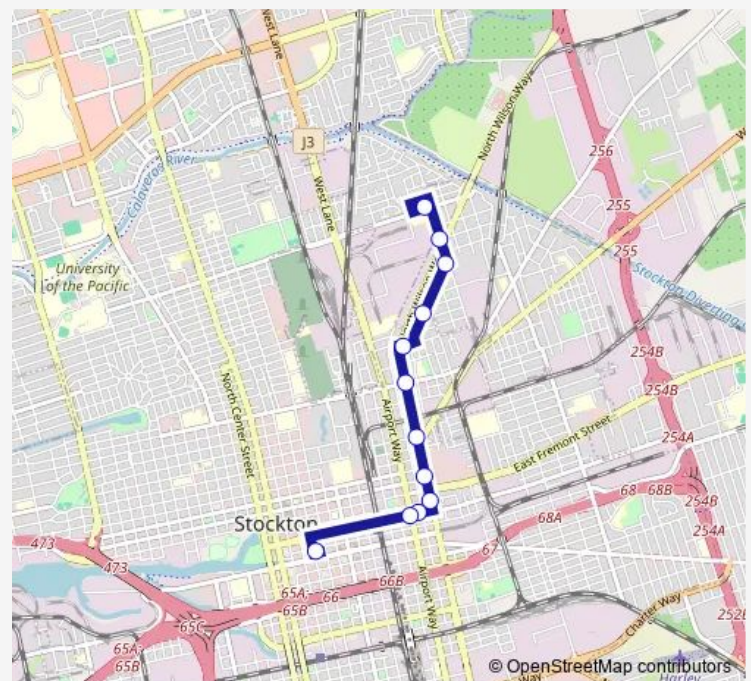 West Lane
J3
West Lane
Calaveras River
North Wilson Way
256
255
255
University
of the Pacific
Stockton Diverting
254B
254B
North Center Street
Airport Way
254A
East Fremont Street
Stockton
68
68B
254B
68A
254A
473
473
67
66B
65A-
65B
66
Airport Way
65C
Charter Way
252B
65A-
65B
Way
© OpenStreetMap contributors